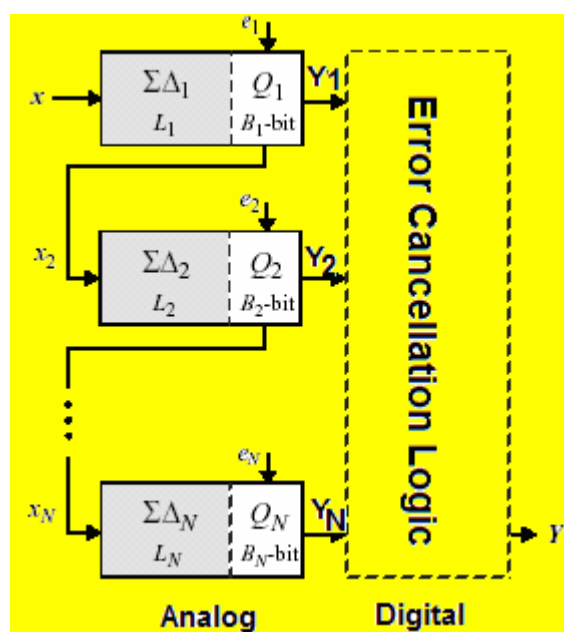 e1
x ΣΔ1 Q1 Y1
L1 B1-bit
e2
x2 ΣΔ2 Q2 Y2
L2 B2-bit
eN
xN ΣΔN QN YN
LN BN-bit
Error Cancellation Logic
Y
Analog Digital